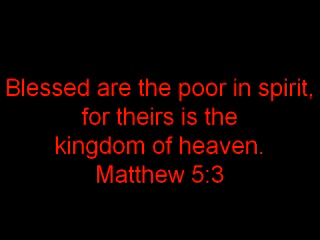 Blessed are the poor in spirit,
for theirs is the
kingdom of heaven.
Matthew 5:3